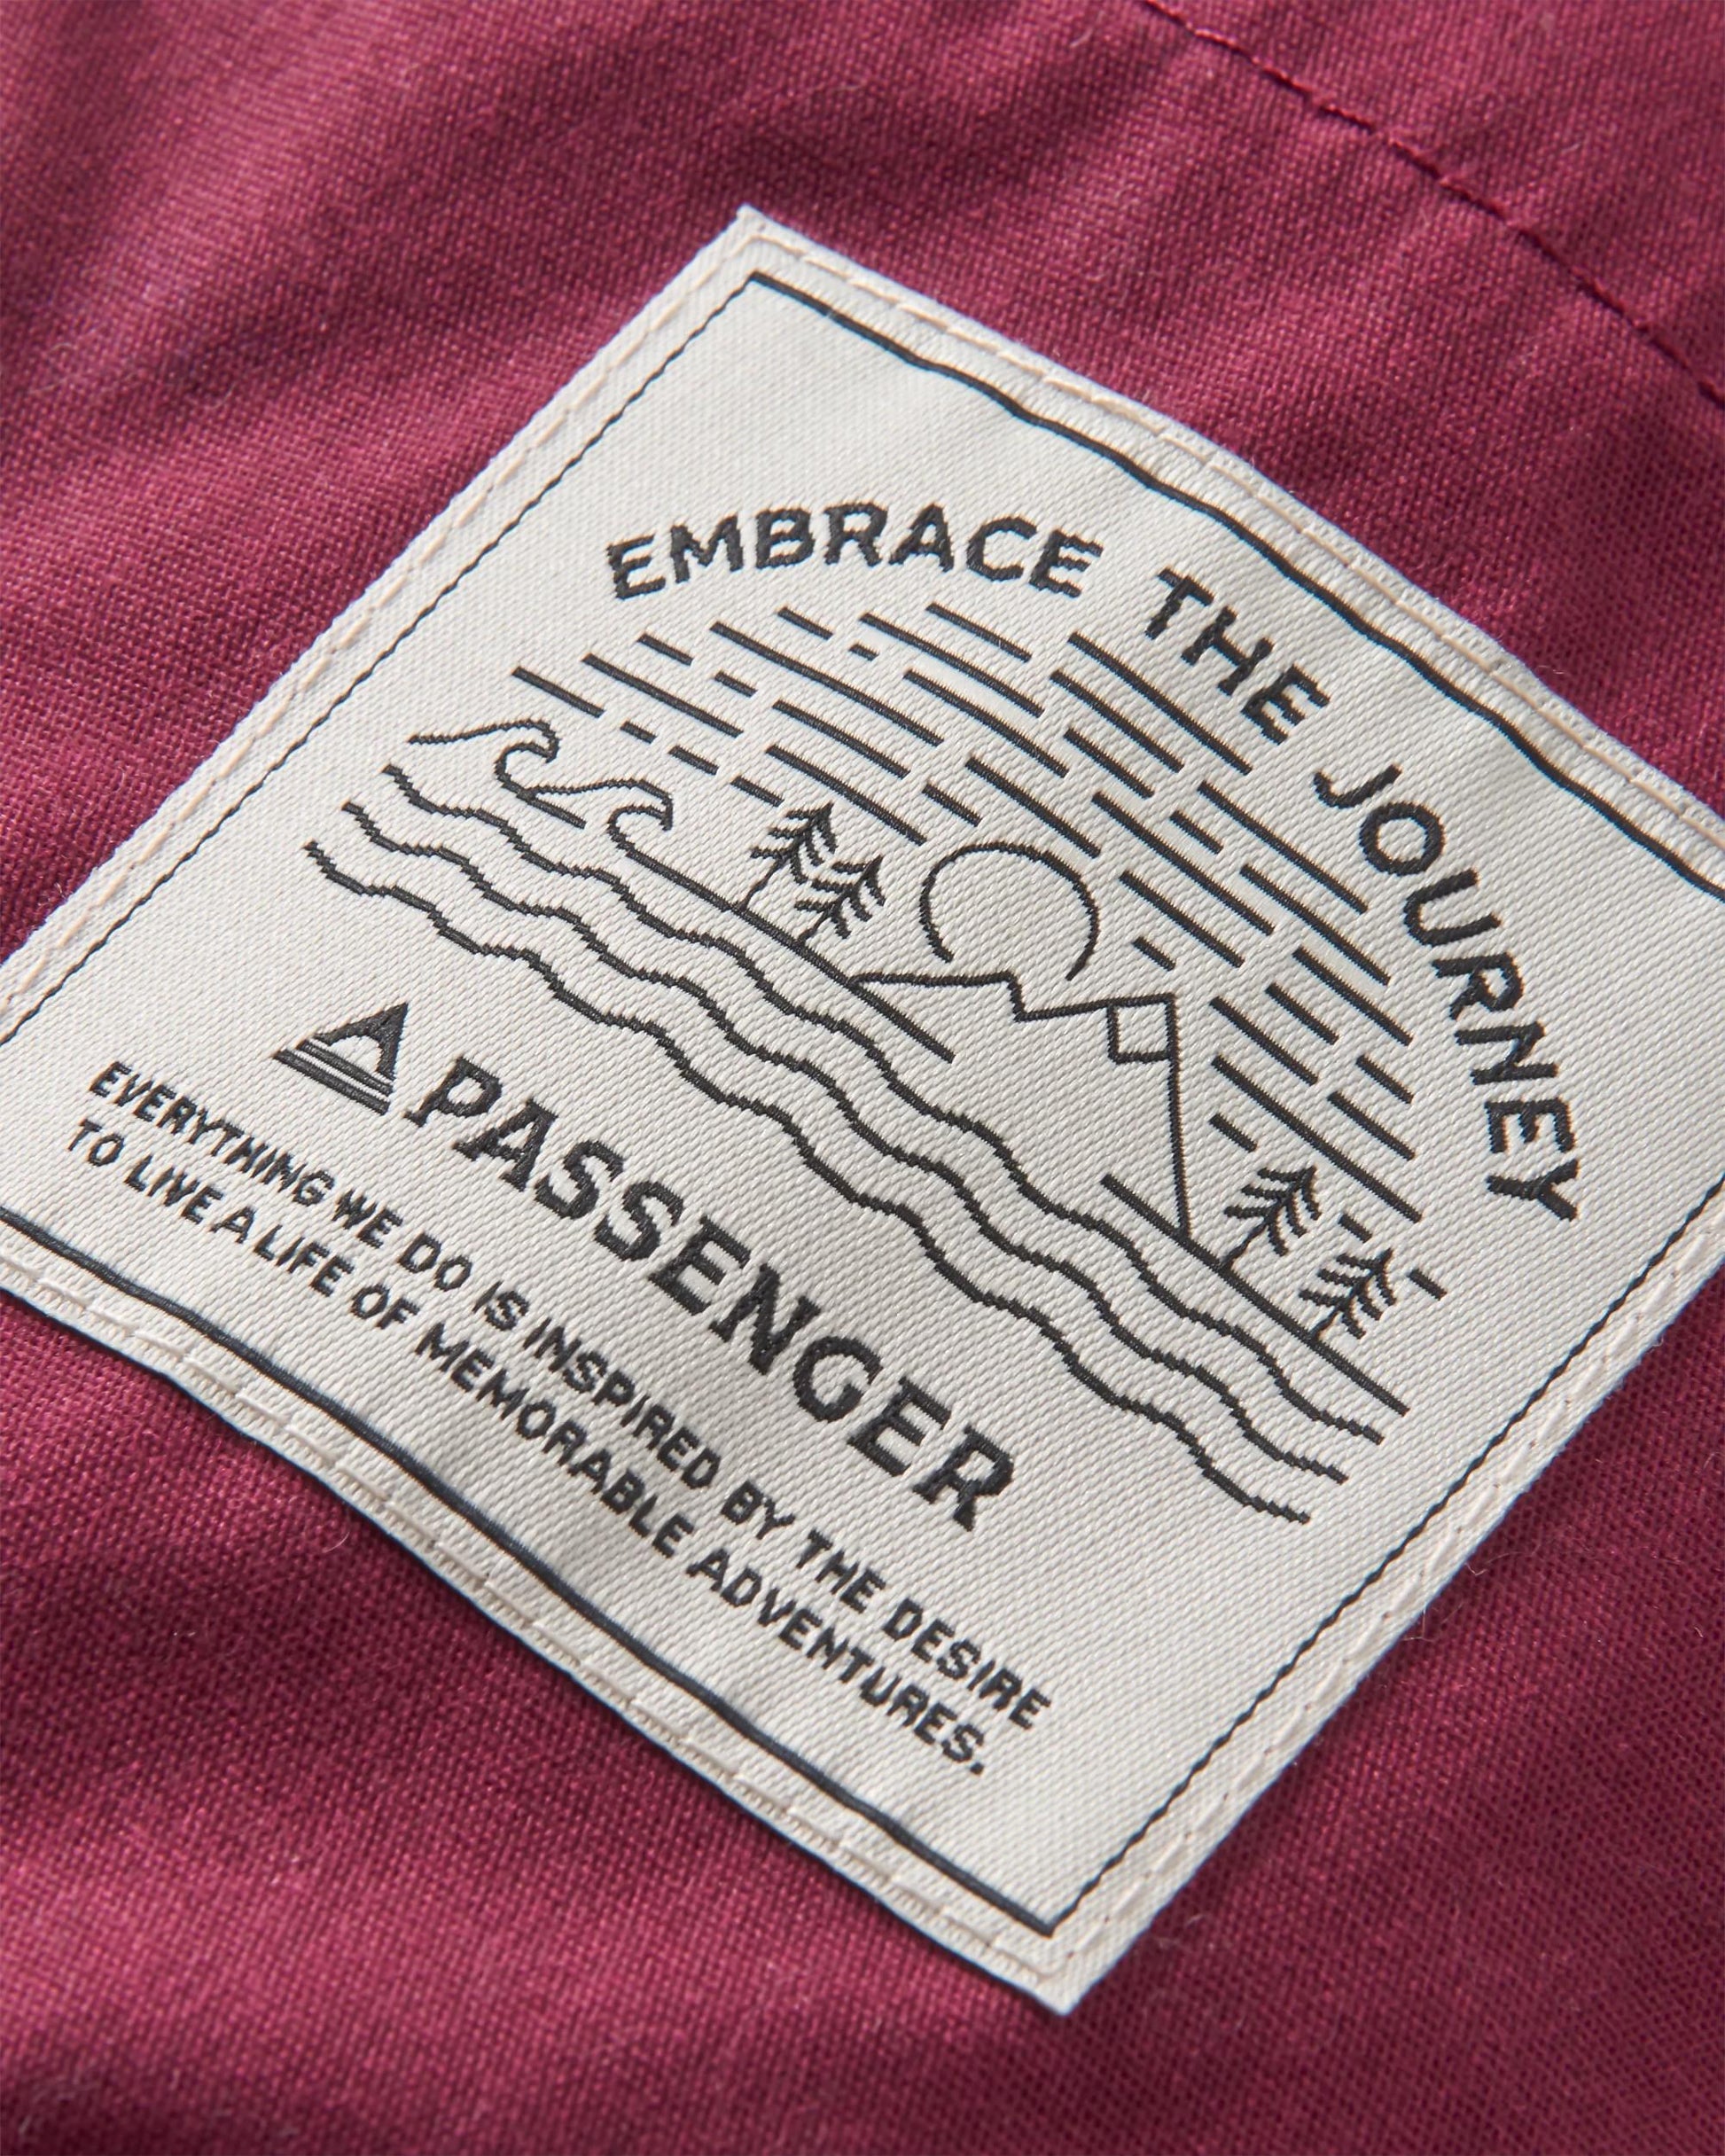 EMBRACE THE JOURNEY
PASSENGER
EVERYTHING WE DO IS INSPIRED BY THE DESIRE
TO LIVE A LIFE OF MEMORABLE ADVENTURES.